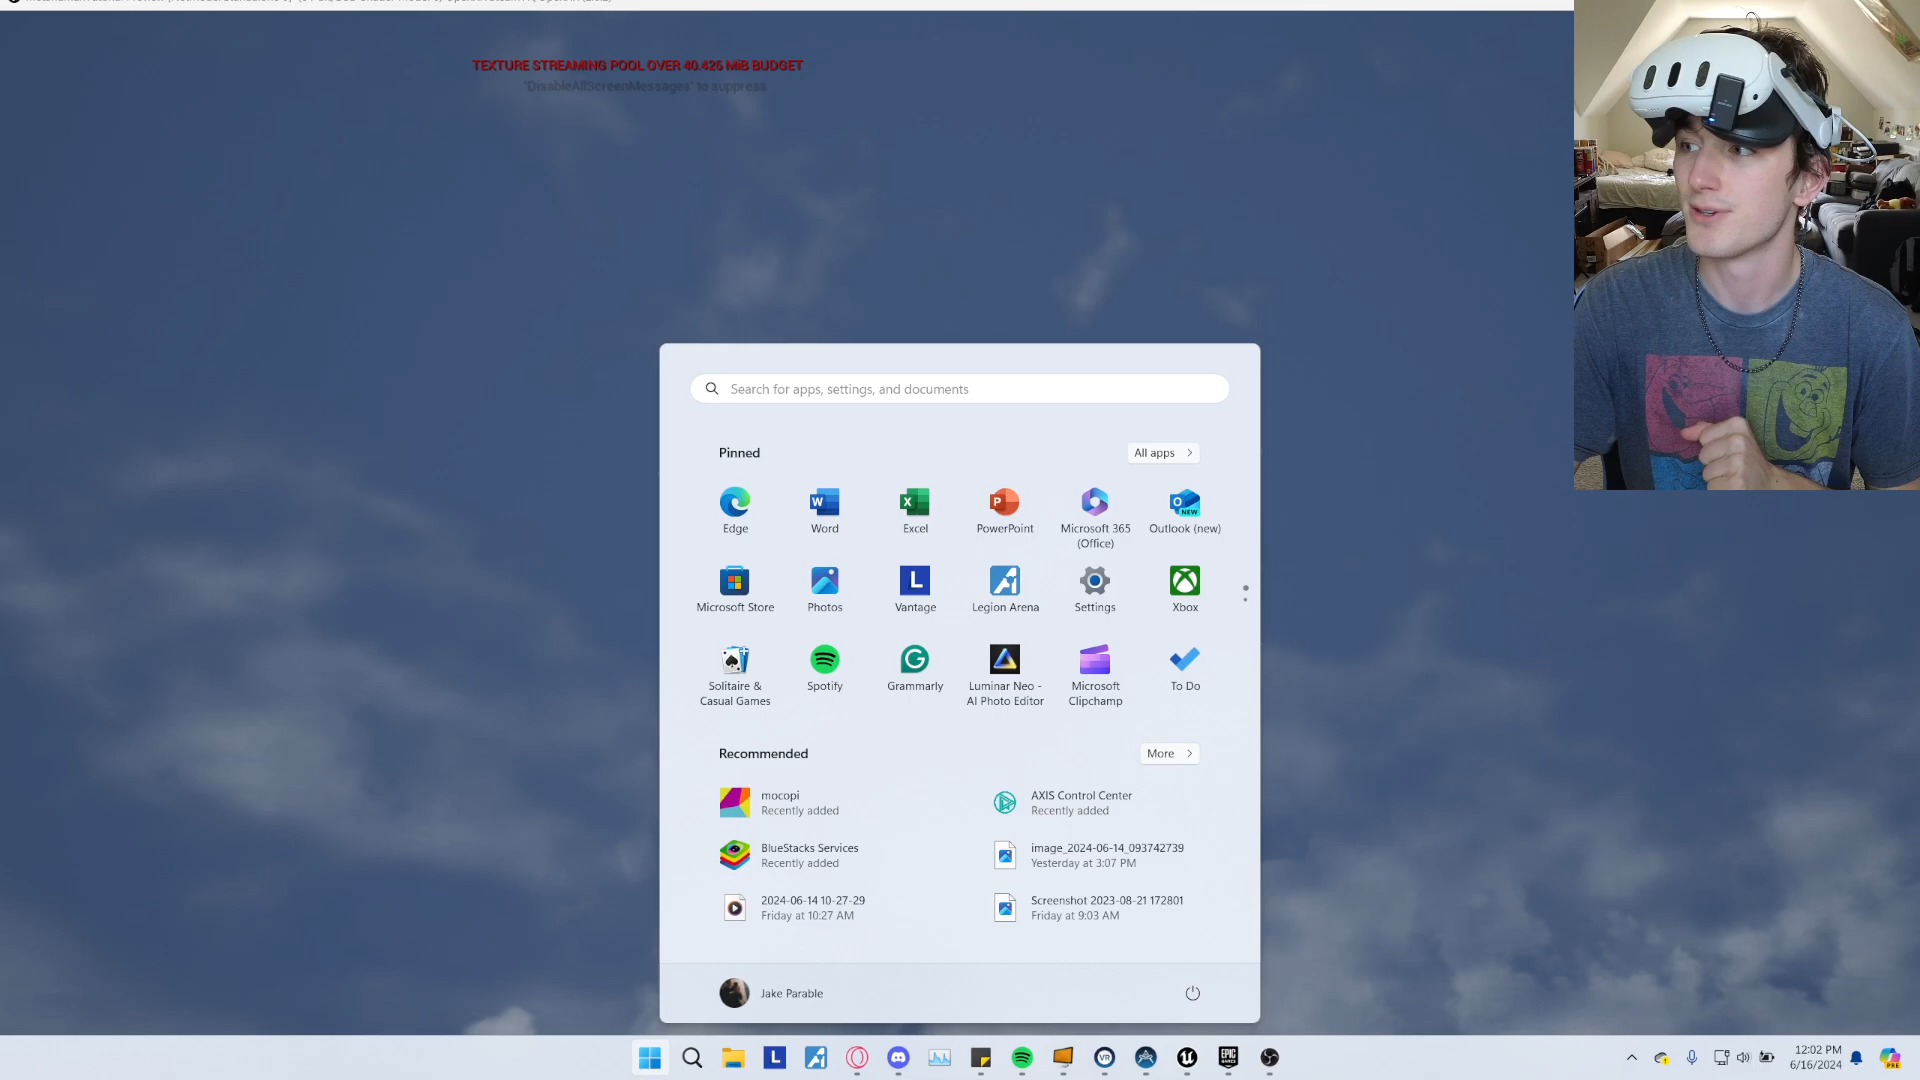 TEXTURE STREAMING POOL OVER 40.426 MiB BUDGET
'DisableAllScreenMessages' to suppress
Search for apps, settings, and documents
Pinned
All apps
Edge
Word
Excel
PowerPoint
Microsoft 365
(Office)
Outlook (new)
Microsoft Store
Photos
Vantage
Legion Arena
Settings
Xbox
Solitaire &
Casual Games
Spotify
Grammarly
Luminar Neo -
AI Photo Editor
Microsoft
Clipchamp
To Do
Recommended
More
mocopi
Recently added
AXIS Control Center
Recently added
BlueStacks Services
Recently added
image_2024-06-14_093742739
Yesterday at 3:07 PM
2024-06-14 10-27-29
Friday at 10:27 AM
Screenshot 2023-08-21 172801
Friday at 9:03 AM
Jake Parable
12:02 PM
6/16/2024